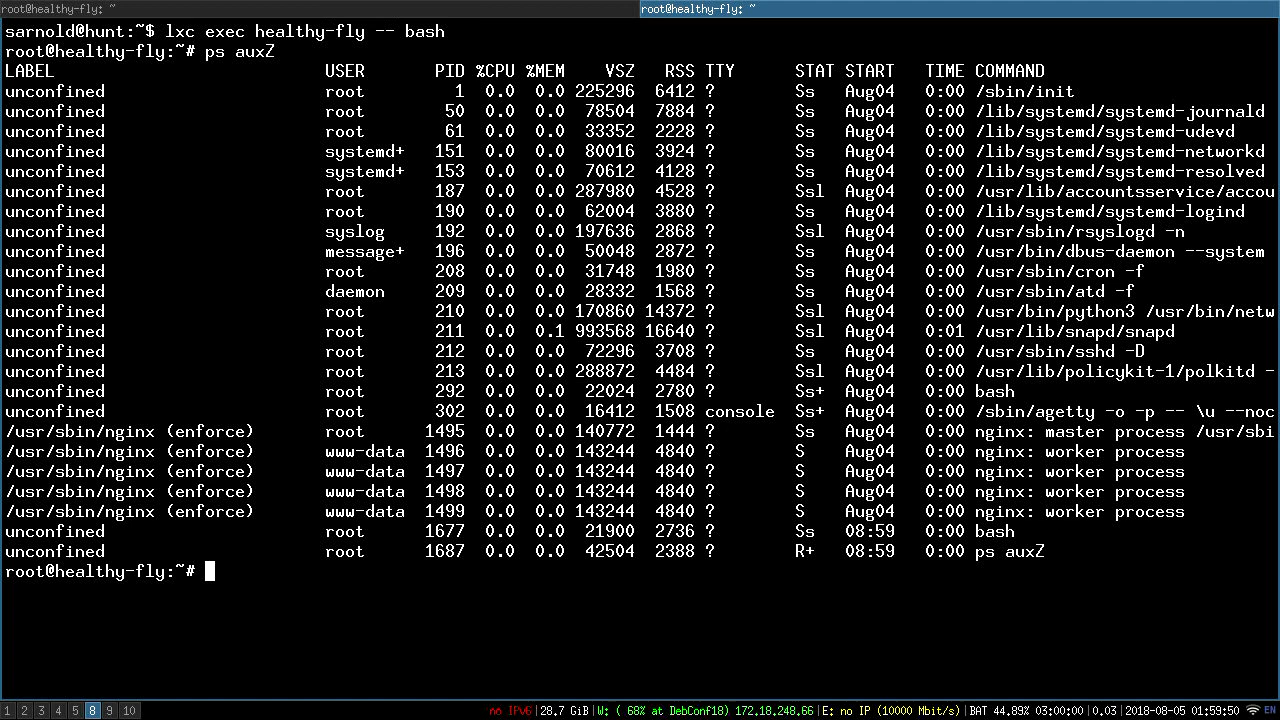 root@healthy-fly: ~ root@healthy-fly: ~
sarnold@hunt:~$ lxc exec healthy-fly -- bash
root@healthy-fly:~# ps auxZ
LABEL USER PID %CPU %MEM VSZ RSS TTY STAT START TIME COMMAND
unconfined root 1 0.0 0.0 225296 6412 ? Ss Aug04 0:00 /sbin/init
unconfined root 50 0.0 0.0 78504 7884 ? Ss Aug04 0:00 /lib/systemd/systemd-journald
unconfined root 61 0.0 0.0 33352 2228 ? Ss Aug04 0:00 /lib/systemd/systemd-udevd
unconfined systemd+ 151 0.0 0.0 80016 3924 ? Ss Aug04 0:00 /lib/systemd/systemd-networkd
unconfined systemd+ 153 0.0 0.0 70612 4128 ? Ss Aug04 0:00 /lib/systemd/systemd-resolved
unconfined root 187 0.0 0.0 287980 4528 ? Ssl Aug04 0:00 /usr/lib/accountsservice/accou
unconfined root 190 0.0 0.0 62004 3880 ? Ss Aug04 0:00 /lib/systemd/systemd-logind
unconfined syslog 192 0.0 0.0 197636 2868 ? Ssl Aug04 0:00 /usr/sbin/rsyslogd -n
unconfined message+ 196 0.0 0.0 50048 2872 ? Ss Aug04 0:00 /usr/bin/dbus-daemon --system
unconfined root 208 0.0 0.0 31748 1980 ? Ss Aug04 0:00 /usr/sbin/cron -f
unconfined daemon 209 0.0 0.0 28332 1568 ? Ss Aug04 0:00 /usr/sbin/atd -f
unconfined root 210 0.0 0.0 170860 14372 ? Ssl Aug04 0:00 /usr/bin/python3 /usr/bin/netw
unconfined root 211 0.0 0.1 993568 16640 ? Ssl Aug04 0:01 /usr/lib/snapd/snapd
unconfined root 212 0.0 0.0 72296 3708 ? Ss Aug04 0:00 /usr/sbin/sshd -D
unconfined root 213 0.0 0.0 288872 4484 ? Ssl Aug04 0:00 /usr/lib/policykit-1/polkitd -
unconfined root 292 0.0 0.0 22024 2780 ? Ss+ Aug04 0:00 bash
unconfined root 302 0.0 0.0 16412 1508 console Ss+ Aug04 0:00 /sbin/agetty -o -p -- \u --noc
/usr/sbin/nginx (enforce) root 1495 0.0 0.0 140772 1444 ? Ss Aug04 0:00 nginx: master process /usr/sbi
/usr/sbin/nginx (enforce) www-data 1496 0.0 0.0 143244 4840 ? S Aug04 0:00 nginx: worker process
/usr/sbin/nginx (enforce) www-data 1497 0.0 0.0 143244 4840 ? S Aug04 0:00 nginx: worker process
/usr/sbin/nginx (enforce) www-data 1498 0.0 0.0 143244 4840 ? S Aug04 0:00 nginx: worker process
/usr/sbin/nginx (enforce) www-data 1499 0.0 0.0 143244 4840 ? S Aug04 0:00 nginx: worker process
unconfined root 1677 0.0 0.0 21900 2736 ? Ss 08:59 0:00 bash
unconfined root 1687 0.0 0.0 42504 2388 ? R+ 08:59 0:00 ps auxZ
root@healthy-fly:~#
1 2 3 4 5 8 9 10 no IPv6|28.7 GiB|W: ( 68% at DebConf18) 172.18.248.66|E: no IP (10000 Mbit/s)|BAT 44.89% 03:00:00|0.03|2018-08-05 01:59:50 EN